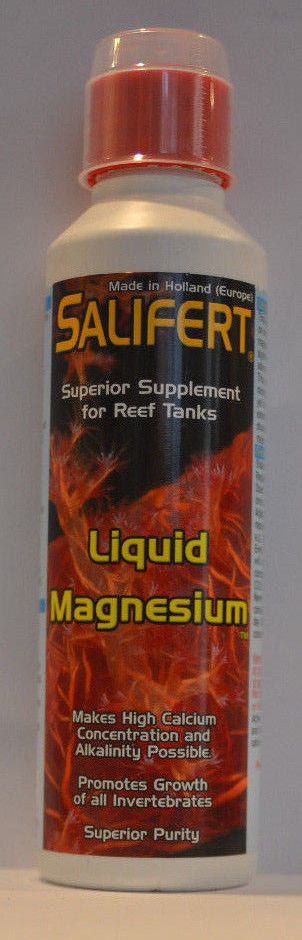 Made in Holland (Europe)
SALIFERT®
Superior Supplement
for Reef Tanks
Liquid
Magnesium™
Makes High Calcium
Concentration and
Alkalinity Possible
Promotes Growth
of all Invertebrates
Superior Purity